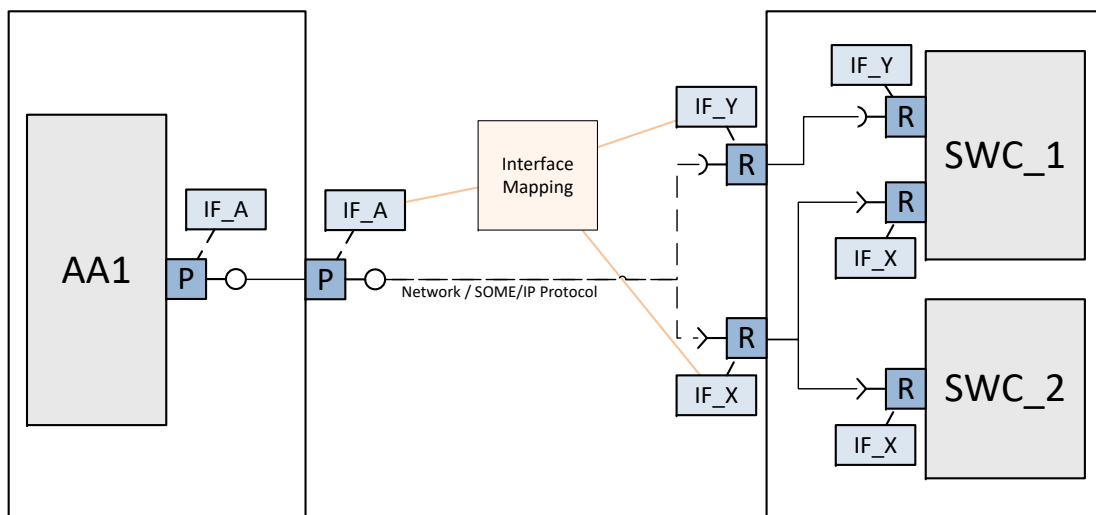 AA1
IF_A
P
IF_A
P
Interface
Mapping
Network / SOME/IP Protocol
IF_Y
R
R
IF_X
IF_Y
R
SWC_1
R
IF_X
R
SWC_2
IF_X